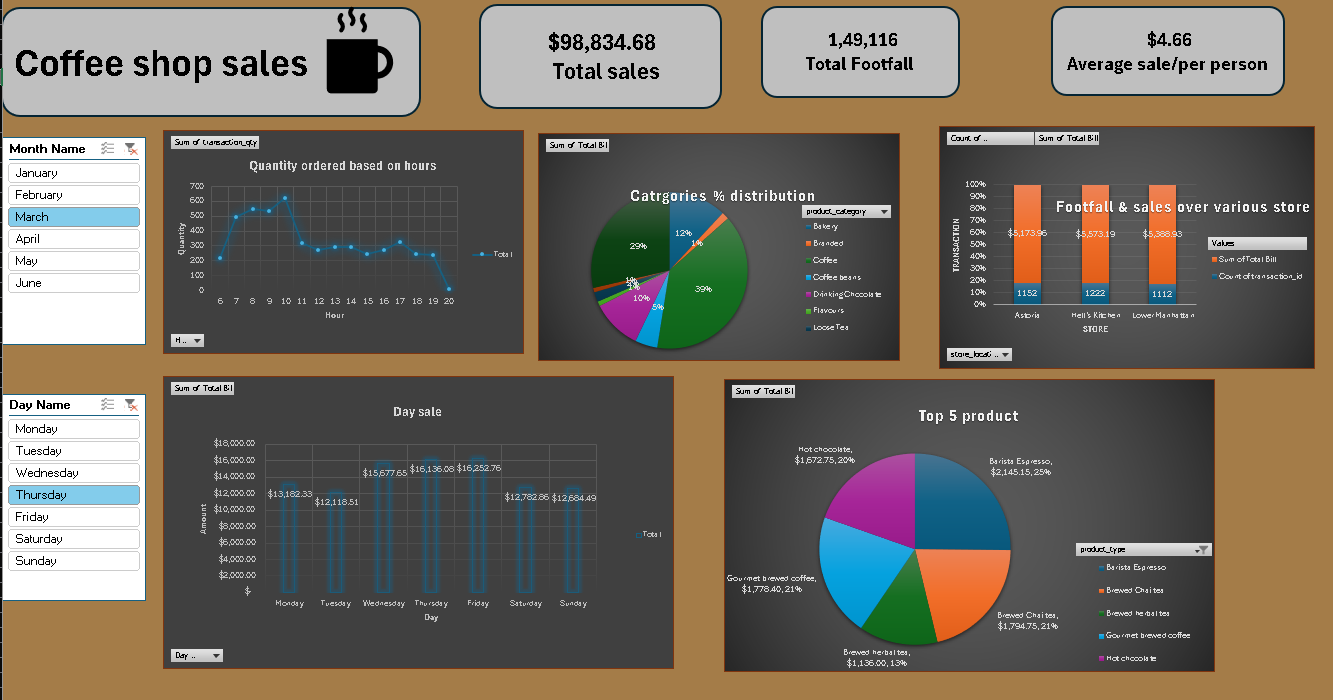 Coffee shop sales
$98,834.68
Total sales
1,49,116
Total Footfall
$4.66
Average sale/per person
Month Name
January
February
March
April
May
June
Sum of transaction_qty
Quantity ordered based on hours
700
600
500
400
300
200
100
0
Quantity
6 7 8 9 10 11 12 13 14 15 16 17 18 19 20
Hour
Total
H..
Sum of Total Bil
Catrgories % distribution
12%
1%
39%
5%
10%
29%
product_category
Bakery
Branded
Coffee
Coffee beans
Drinking Chocolate
Flavours
Loose Tea
Count of ..
Sum of Total Bil
Footfall & sales over various store
100%
90%
80%
70%
60%
50%
40%
30%
20%
10%
0%
TRANSACTION
$5,173.96 $5,573.19 $5,388.93
1152 1222 1112
Astoria Hell's Kitchen Lower Manhattan
STORE
Values
Sum of Total Bill
Count of transaction_id
store_locati ..
Day Name
Monday
Tuesday
Wednesday
Thursday
Friday
Saturday
Sunday
Sum of Total Bil
Day sale
$18,000.00
$16,000.00
$14,000.00
$12,000.00
$10,000.00
$8,000.00
$6,000.00
$4,000.00
$2,000.00
$-
Amount
$13,182.33 $12,118.51 $15,677.65 $16,136.08 $16,252.76 $12,782.86 $12,684.49
Monday Tuesday Wednesday Thursday Friday Saturday Sunday
Day
Total
Day ..
Sum of Total Bil
Top 5 product
Hot chocolate,
$1,672.75, 20%
Barista Espresso,
$2,145.15, 25%
Gourmet brewed coffee,
$1,778.40, 21%
Brewed Chai tea,
$1,794.75, 21%
Brewed herbal tea,
$1,136.00, 13%
product_type
Barista Espresso
Brewed Chai tea
Brewed herbal tea
Gourmet brewed coffee
Hot chocolate